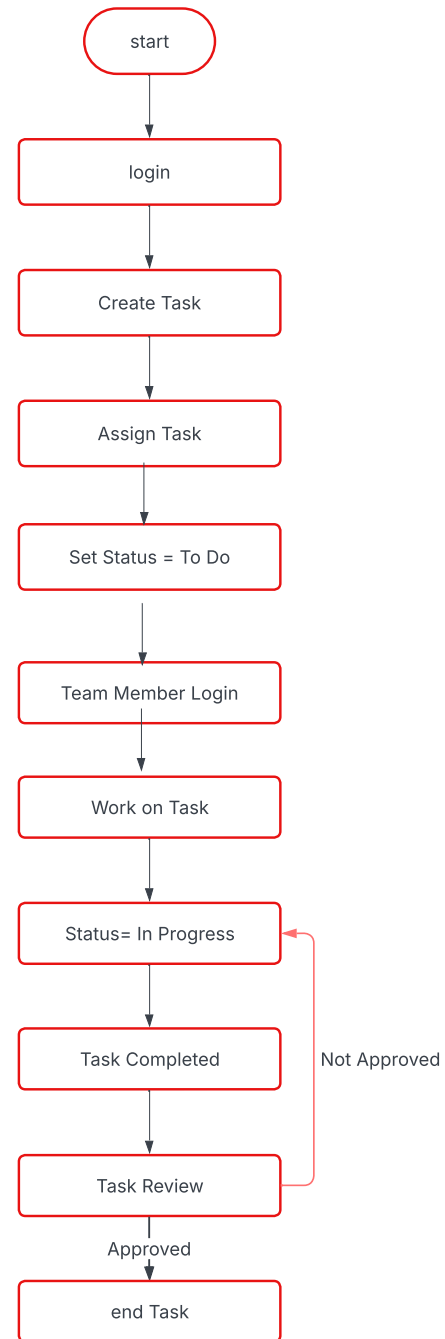 start
login
Create Task
Assign Task
Set Status = To Do
Team Member Login
Work on Task
Status= In Progress
Task Completed
Not Approved
Task Review
Approved
end Task